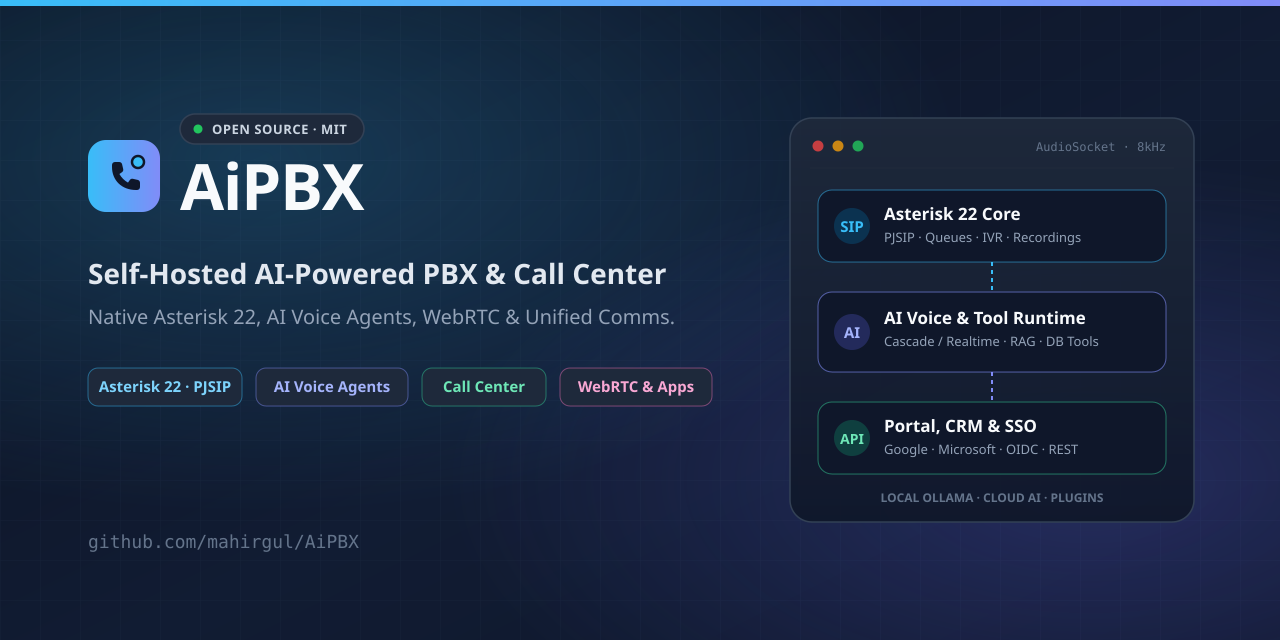 OPEN SOURCE · MIT
AiPBX
Self-Hosted AI-Powered PBX & Call Center
Native Asterisk 22, AI Voice Agents, WebRTC & Unified Comms.
Asterisk 22 · PJSIP
AI Voice Agents
Call Center
WebRTC & Apps
github.com/mahirgul/AiPBX
AudioSocket · 8kHz
SIP
Asterisk 22 Core
PJSIP · Queues · IVR · Recordings
AI
AI Voice & Tool Runtime
Cascade / Realtime · RAG · DB Tools
API
Portal, CRM & SSO
Google · Microsoft · OIDC · REST
LOCAL OLLAMA · CLOUD AI · PLUGINS